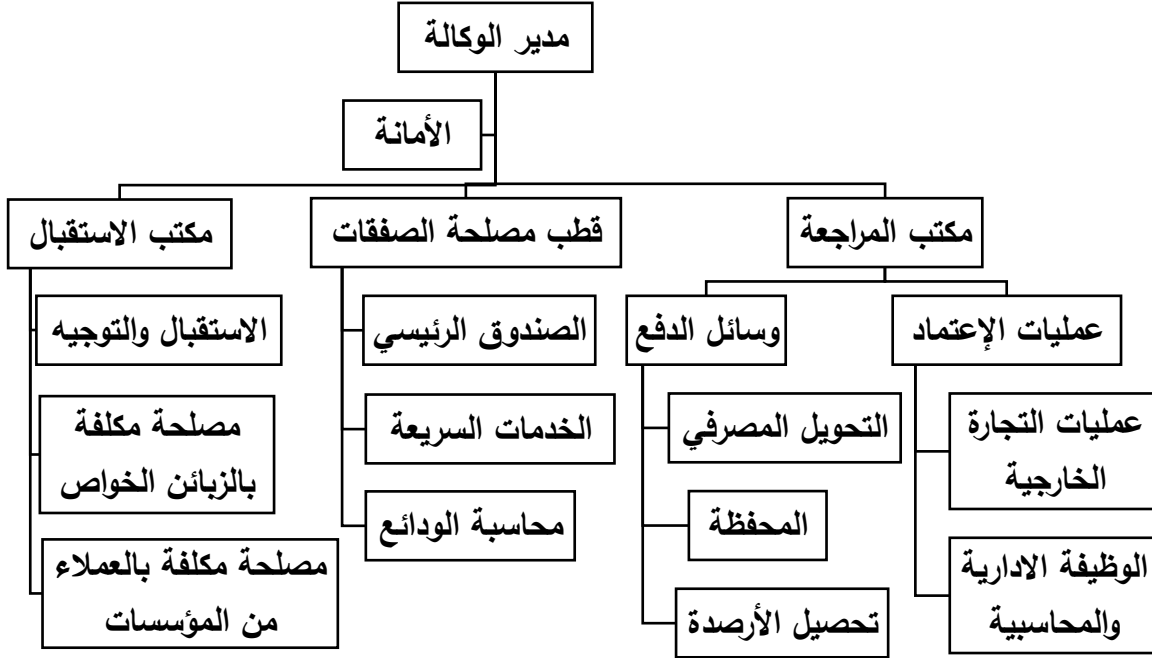 مدير الوكالة
الأمانة
مكتب المراجعة
قطب مصلحة الصفقات
مكتب الاستقبال
عمليات الإعتماد
وسائل الدفع
الصندوق الرئيسي
الاستقبال والتوجيه
عمليات التجارة
الخارجية
التحويل المصرفي
الخدمات السريعة
مصلحة مكلفة
بالزبائن الخواص
المحفظة
محاسبة الودائع
الوظيفة الادارية
والمحاسبية
تحصيل الأرصدة
مصلحة مكلفة بالعملاء
من المؤسسات